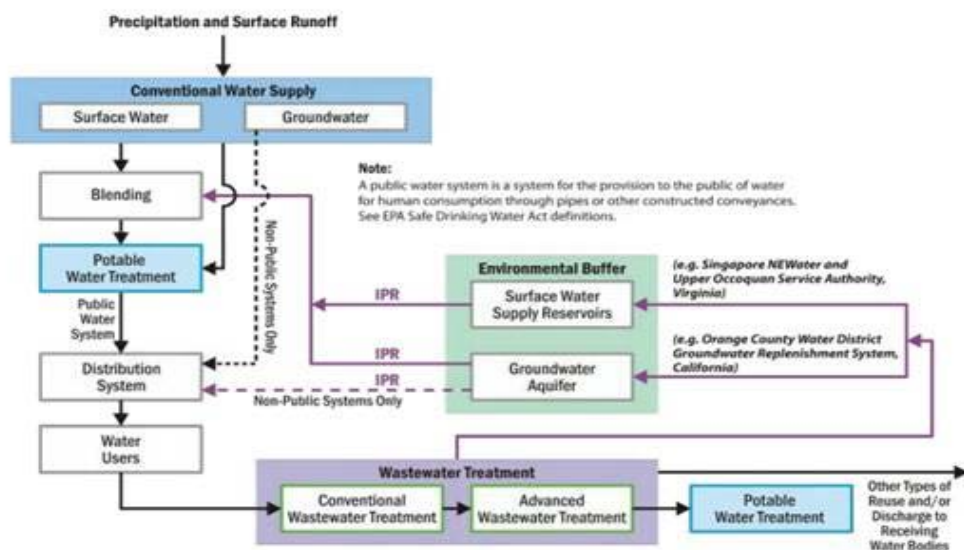 Precipitation and Surface Runoff
Conventional Water Supply
Surface Water
Groundwater
Note:
A public water system is a system for the provision to the public of water
for human consumption through pipes or other constructed conveyances.
See EPA Safe Drinking Water Act definitions.
Blending
Non-Public Systems Only
Potable
Water Treatment
Public
Water
System
Environmental Buffer
(e.g. Singapore NEWater and
Upper Occoquan Service Authority,
Virginia)
IPR
Surface Water
Supply Reservoirs
(e.g. Orange County Water District
Groundwater Replenishment System,
California)
IPR
Groundwater
Aquifer
Distribution
System
IPR
Non-Public Systems Only
Water
Users
Wastewater Treatment
Conventional
Wastewater Treatment
Advanced
Wastewater Treatment
Potable
Water Treatment
Other Types of
Reuse and/or
Discharge to
Receiving
Water Bodies